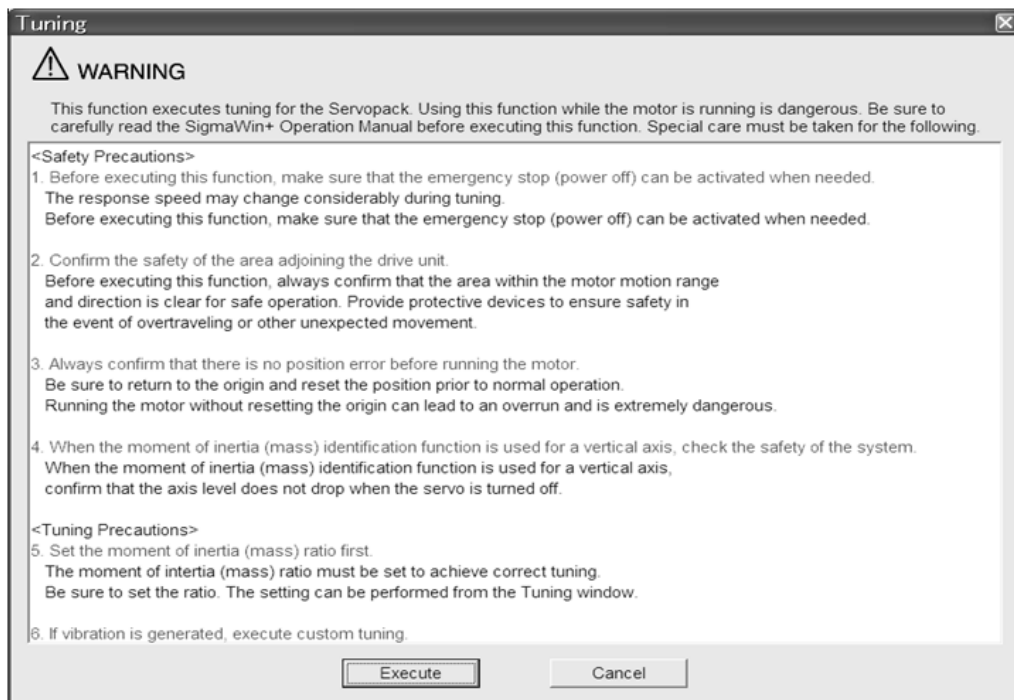 Tuning
WARNING
This function executes tuning for the Servopack. Using this function while the motor is running is dangerous. Be sure to
carefully read the SigmaWin+ Operation Manual before executing this function. Special care must be taken for the following.
<Safety Precautions>
1. Before executing this function, make sure that the emergency stop (power off) can be activated when needed.
The response speed may change considerably during tuning.
Before executing this function, make sure that the emergency stop (power off) can be activated when needed.
2. Confirm the safety of the area adjoining the drive unit.
Before executing this function, always confirm that the area within the motor motion range
and direction is clear for safe operation. Provide protective devices to ensure safety in
the event of overtraveling or other unexpected movement.
3. Always confirm that there is no position error before running the motor.
Be sure to return to the origin and reset the position prior to normal operation.
Running the motor without resetting the origin can lead to an overrun and is extremely dangerous.
4. When the moment of inertia (mass) identification function is used for a vertical axis, check the safety of the system.
When the moment of inertia (mass) identification function is used for a vertical axis,
confirm that the axis level does not drop when the servo is turned off.
<Tuning Precautions>
5. Set the moment of inertia (mass) ratio first.
The moment of intertia (mass) ratio must be set to achieve correct tuning.
Be sure to set the ratio. The setting can be performed from the Tuning window.
6. If vibration is generated, execute custom tuning.
Execute
Cancel